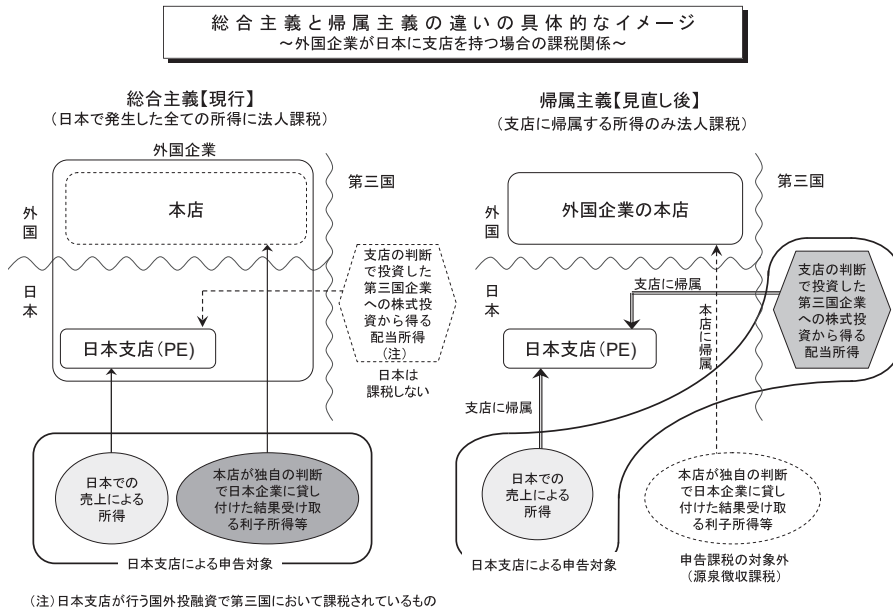 総合主義と帰属主義の違いの具体的なイメージ
～外国企業が日本に支店を持つ場合の課税関係～
総合主義【現行】
（日本で発生した全ての所得に法人課税）
外国企業
第三国
本店
外国
日本
支店の判断
で投資した
第三国企業
への株式投
資から得る
配当所得
（注）
日本は
課税しない
日本支店（PE）
日本での
売上による
所得
本店が独自の判断
で日本企業に貸し
付けた結果受け取
る利子所得等
日本支店による申告対象
（注）日本支店が行う国外投融資で第三国において課税されているもの
帰属主義【見直し後】
（支店に帰属する所得のみ法人課税）
第三国
外国企業の本店
外国
日本
支店に帰属
支店の判断
で投資した
第三国企業
への株式投
資から得る
配当所得
本店に帰属
日本支店（PE）
支店に帰属
日本での
売上による
所得
本店が独自の判断
で日本企業に貸し
付けた結果受け取
る利子所得等
日本支店による申告対象
申告課税の対象外
（源泉徴収課税）